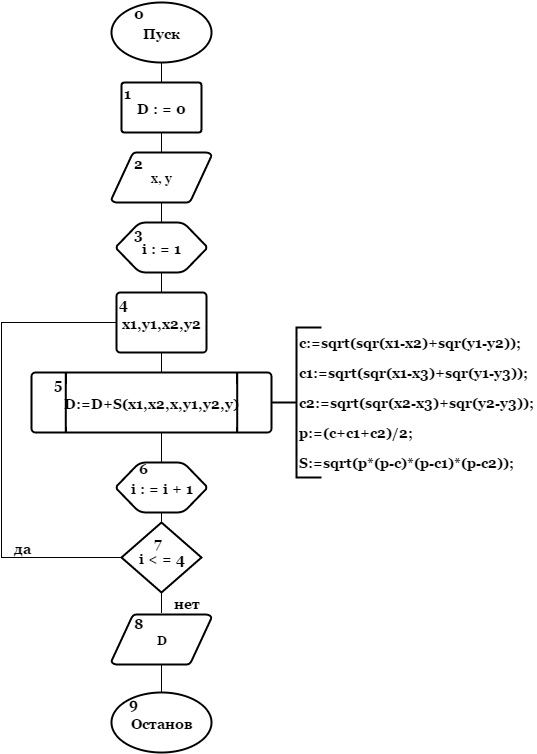 0
Пуск
1
D : = 0
2
x, y
3
i : = 1
4
x1,y1,x2,y2
5
D:=D+S(x1,x2,x,y1,y2,y)
c:=sqrt(sqr(x1-x2)+sqr(y1-y2));
c1:=sqrt(sqr(x1-x3)+sqr(y1-y3));
c2:=sqrt(sqr(x2-x3)+sqr(y2-y3));
p:=(c+c1+c2)/2;
S:=sqrt(p*(p-c)*(p-c1)*(p-c2));
6
i : = i + 1
7
i < = 4
да
нет
8
D
9
Останов